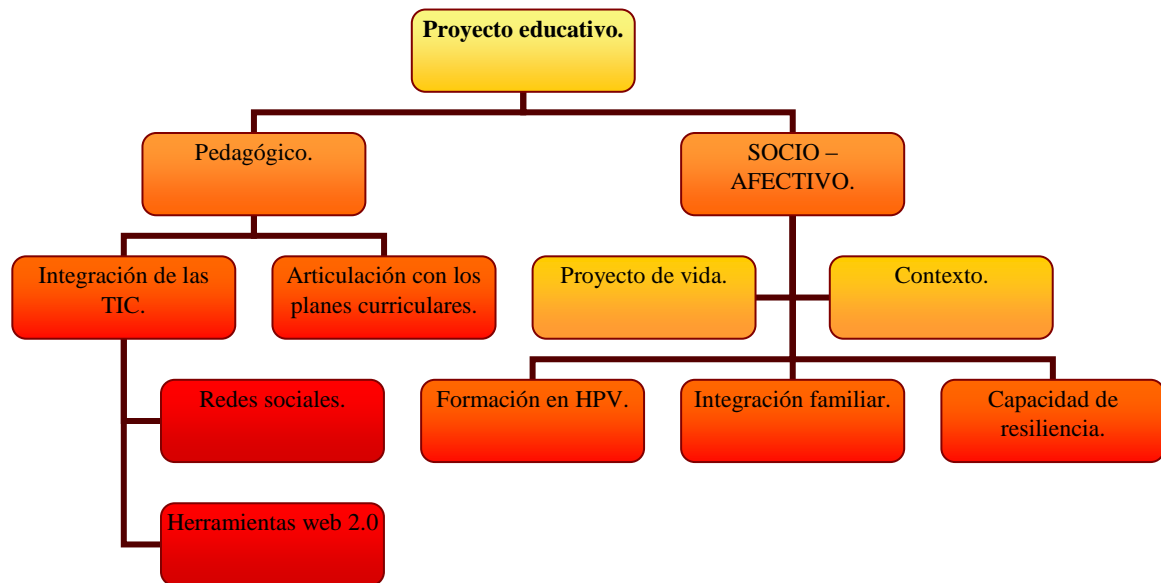 Proyecto educativo.
Pedagógico.
SOCIO –
AFECTIVO.
Integración de las
TIC.
Articulación con los
planes curriculares.
Proyecto de vida.
Contexto.
Redes sociales.
Formación en HPV.
Integración familiar.
Capacidad de
resiliencia.
Herramientas web 2.0